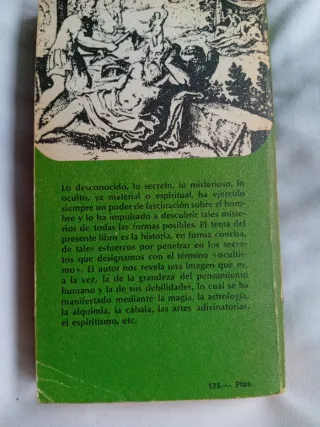 Lo desconocido, lo secreto, lo misterioso, lo
oculto, ya material o espiritual, ha ejercido
siempre un poder de fascinación sobre el hom-
bre y lo ha impulsado a descubrir tales miste-
rios de todas las formas posibles. El tema del
presente libro es la historia, en forma concisa,
de tales esfuerzos por penetrar en los secre-
tos que designamos con el término «ocultis-
mo». El autor nos revela una imagen que es,
a la vez, la de la grandeza del pensamiento
humano y la de sus debilidades, lo cual se ha
manifestado mediante la magia, la astrología,
la alquimia, la cábala, las artes adivinatorias,
el espiritismo, etc.
125,— Ptas.